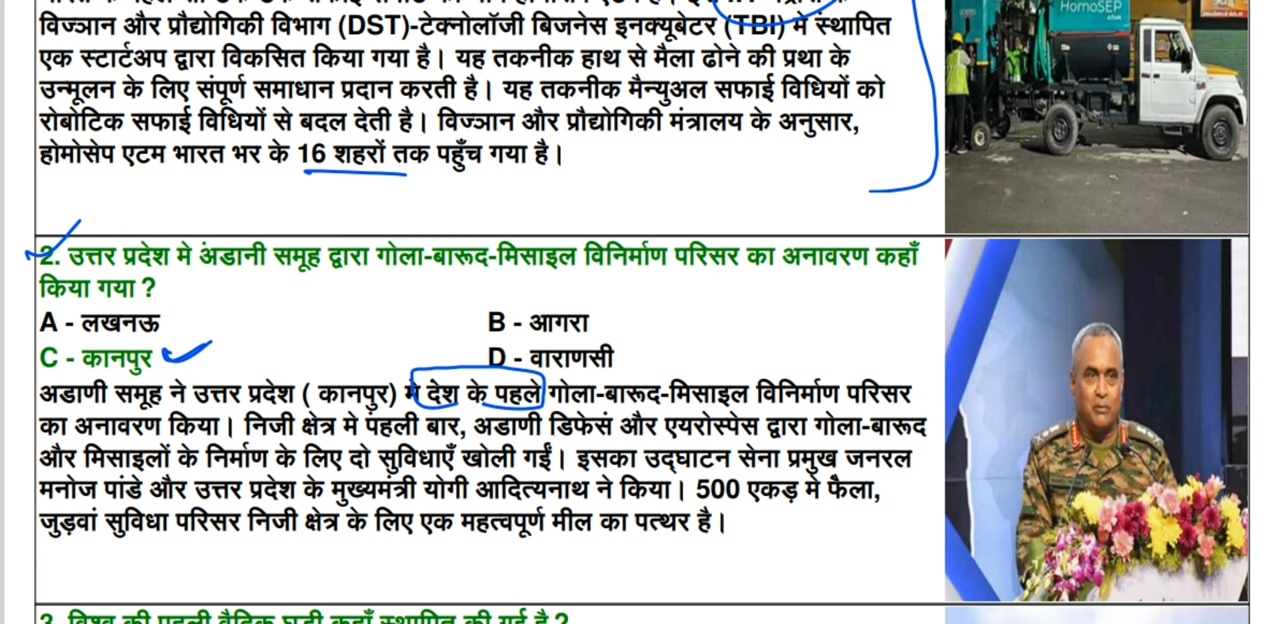 विज्ञान और प्रौद्योगिकी विभाग (DST)-टेक्नोलॉजी बिजनेस इनक्यूबेटर (TBI) में स्थापित
एक स्टार्टअप द्वारा विकसित किया गया है। यह तकनीक हाथ से मैला ढोने की प्रथा के
उन्मूलन के लिए संपूर्ण समाधान प्रदान करती है। यह तकनीक मैन्युअल सफाई विधियों को
रोबोटिक सफाई विधियों से बदल देती है। विज्ञान और प्रौद्योगिकी मंत्रालय के अनुसार,
होमोसेप एटम भारत भर के 16 शहरों तक पहुँच गया है।
HomoSEP
ATOM
2. उत्तर प्रदेश मे अंडानी समूह द्वारा गोला-बारूद-मिसाइल विनिर्माण परिसर का अनावरण कहाँ
किया गया ?
A - लखनऊ B - आगरा
C - कानपुर D - वाराणसी
अडाणी समूह ने उत्तर प्रदेश ( कानपुर) मे देश के पहले गोला-बारूद-मिसाइल विनिर्माण परिसर
का अनावरण किया। निजी क्षेत्र मे पहली बार, अडाणी डिफेसं और एयरोस्पेस द्वारा गोला-बारूद
और मिसाइलों के निर्माण के लिए दो सुविधाएँ खोली गईं। इसका उद्घाटन सेना प्रमुख जनरल
मनोज पांडे और उत्तर प्रदेश के मुख्यमंत्री योगी आदित्यनाथ ने किया। 500 एकड़ मे फैला,
जुड़वां सुविधा परिसर निजी क्षेत्र के लिए एक महत्वपूर्ण मील का पत्थर है।
3. विश्व की पहली वैदिक घड़ी कहाँ स्थापित की गई है ?